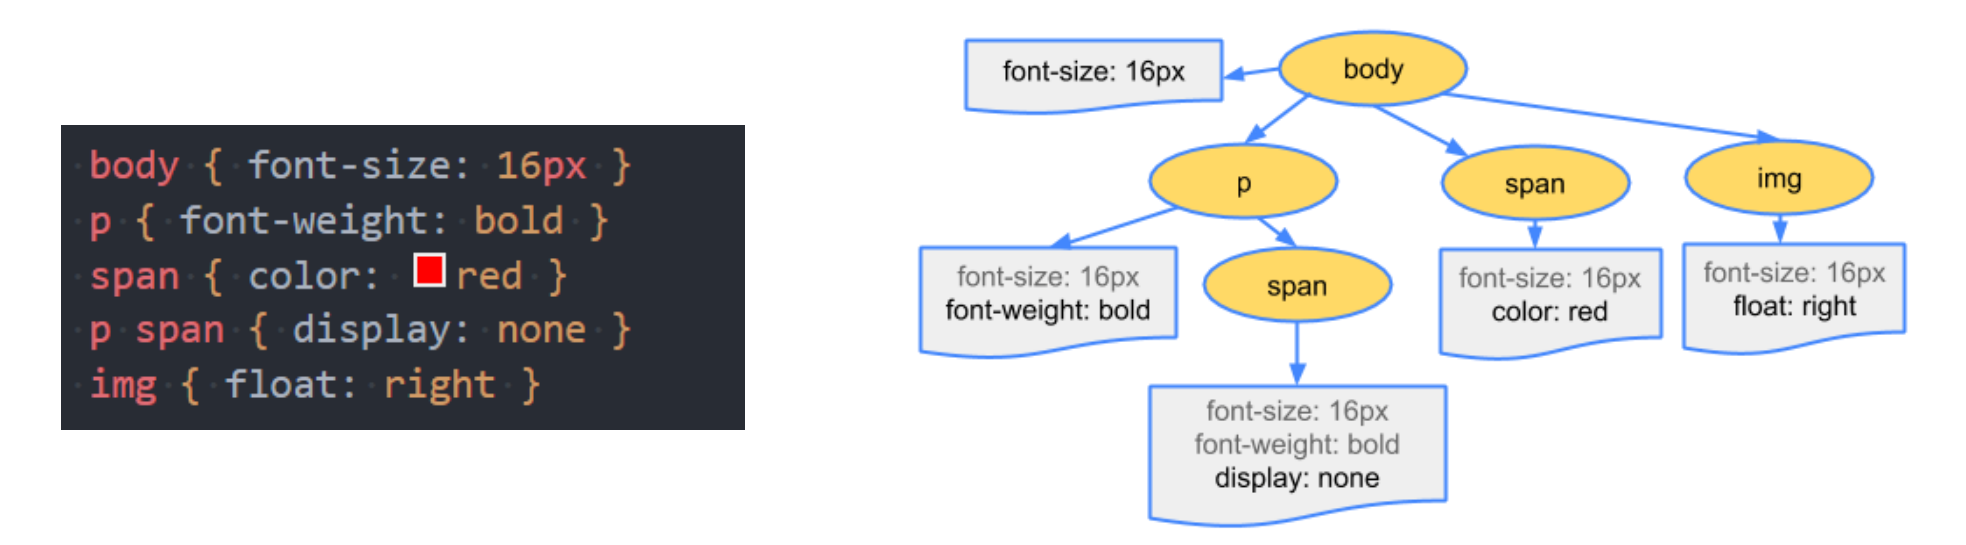 body { font-size: 16px }
p { font-weight: bold }
span { color: red }
p span { display: none }
img { float: right }
body
font-size: 16px
p
span
img
font-size: 16px
font-weight: bold
span
font-size: 16px
color: red
font-size: 16px
float: right
font-size: 16px
font-weight: bold
display: none